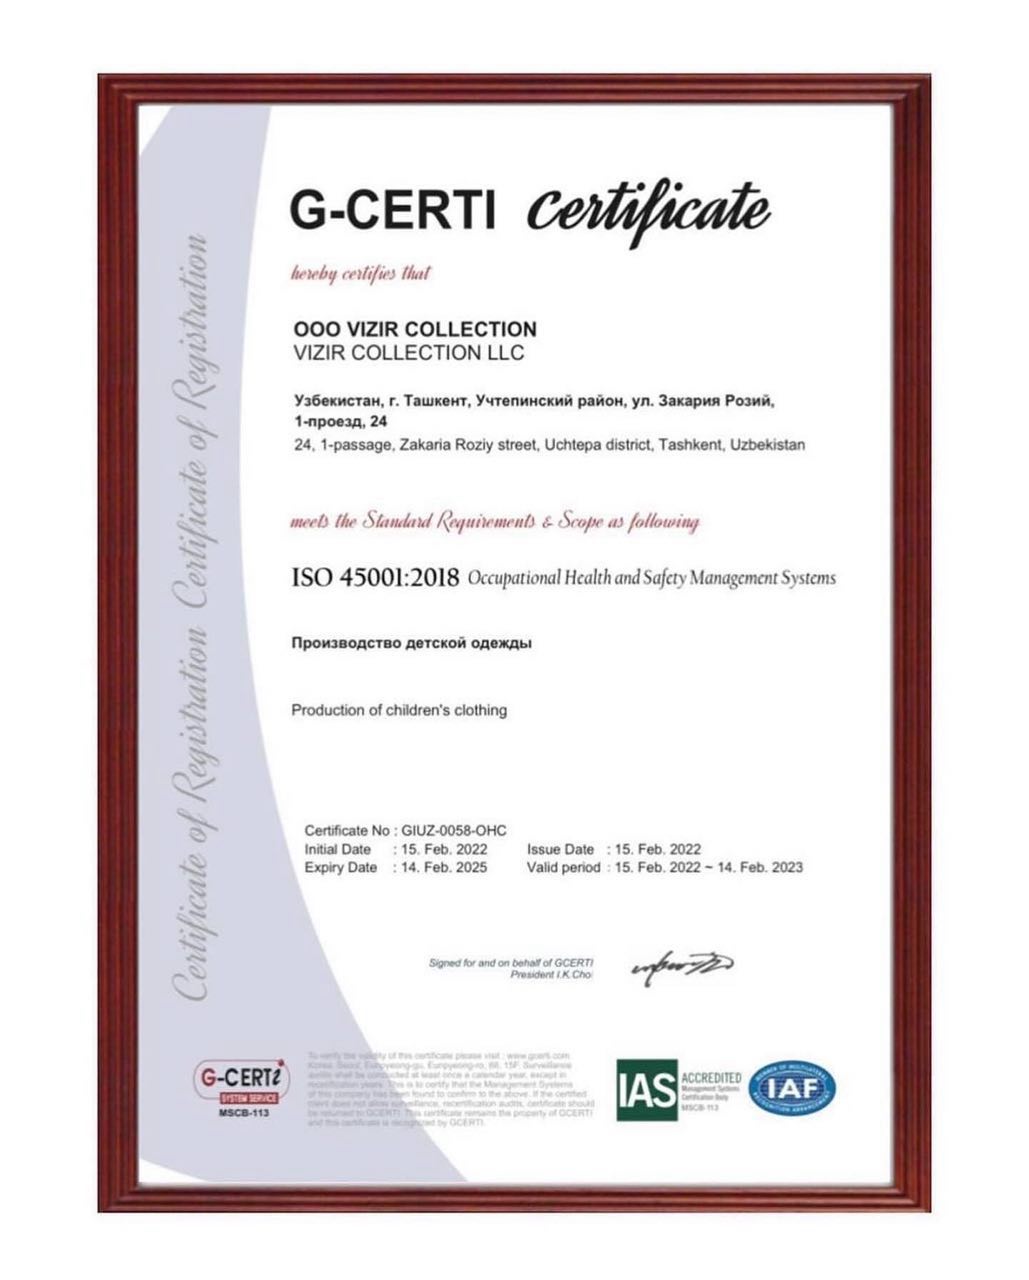 G-CERTI certificate
hereby certifies that
ООО VIZIR COLLECTION
VIZIR COLLECTION LLC
Узбекистан, г. Ташкент, Учтепинский район, ул. Закария Розий,
1-проезд, 24
24, 1-passage, Zakaria Roziy street, Uchtepa district, Tashkent, Uzbekistan
meets the Standard Requirements & Scope as following
ISO 45001:2018 Occupational Health and Safety Management Systems
Производство детской одежды
Production of children's clothing
Certificate No : GIUZ-0058-OHC
Initial Date : 15. Feb. 2022 Issue Date : 15. Feb. 2022
Expiry Date : 14. Feb. 2025 Valid period : 15. Feb. 2022 ~ 14. Feb. 2023
Signed for and on behalf of GCERTI
President I.K.Cho
Certificate of Registration Certificate of Registration
G-CERTi
SYSTEM SERVICE
MSCB-113
To verify the validity of this certificate please visit : www.gcerti.com
Korea, Seoul, Eunpyeong-gu, Eunpyeong-ro, 66, 15F. Surveillance
audits shall be conducted at least once a calendar year, except in
recertification years. This is to certify that the Management Systems
of this company has been found to confirm to the above. If the certified
client does not allow surveillance, recertification audits, certificate should
be returned to GCERTI. This certificate remains the property of GCERTI
and this certificate is recognized by GCERTI.
IAS ACCREDITED
Management Systems
Certification Body
MSCB-113
MEMBER OF MULTILATERAL
IAF
RECOGNITION ARRANGEMENT